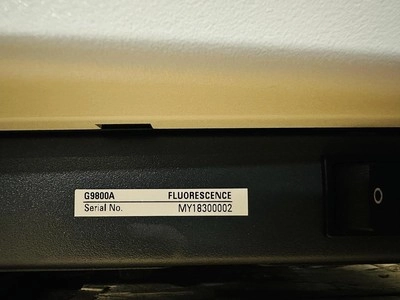 G9800A FLUORESCENCE
Serial No. MY18300002
O